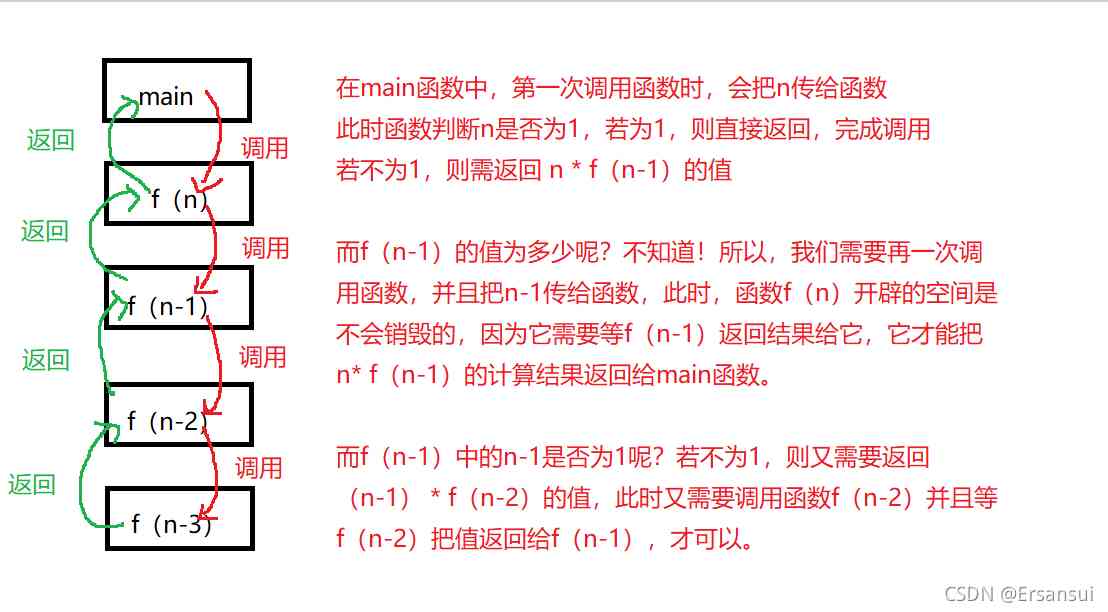 main
返回
调用
f（n）
返回
调用
f（n-1）
返回
调用
f（n-2）
返回
调用
f（n-3）
在main函数中，第一次调用函数时，会把n传给函数
此时函数判断n是否为1，若为1，则直接返回，完成调用
若不为1，则需返回 n * f（n-1）的值
而f（n-1）的值为多少呢？不知道！所以，我们需要再一次调
用函数，并且把n-1传给函数，此时，函数f（n）开辟的空间是
不会销毁的，因为它需要等f（n-1）返回结果给它，它才能把
n* f（n-1）的计算结果返回给main函数。
而f（n-1）中的n-1是否为1呢？若不为1，则又需要返回
（n-1） * f（n-2）的值，此时又需要调用函数f（n-2）并且等
f（n-2）把值返回给f（n-1），才可以。
CSDN @Ersansui